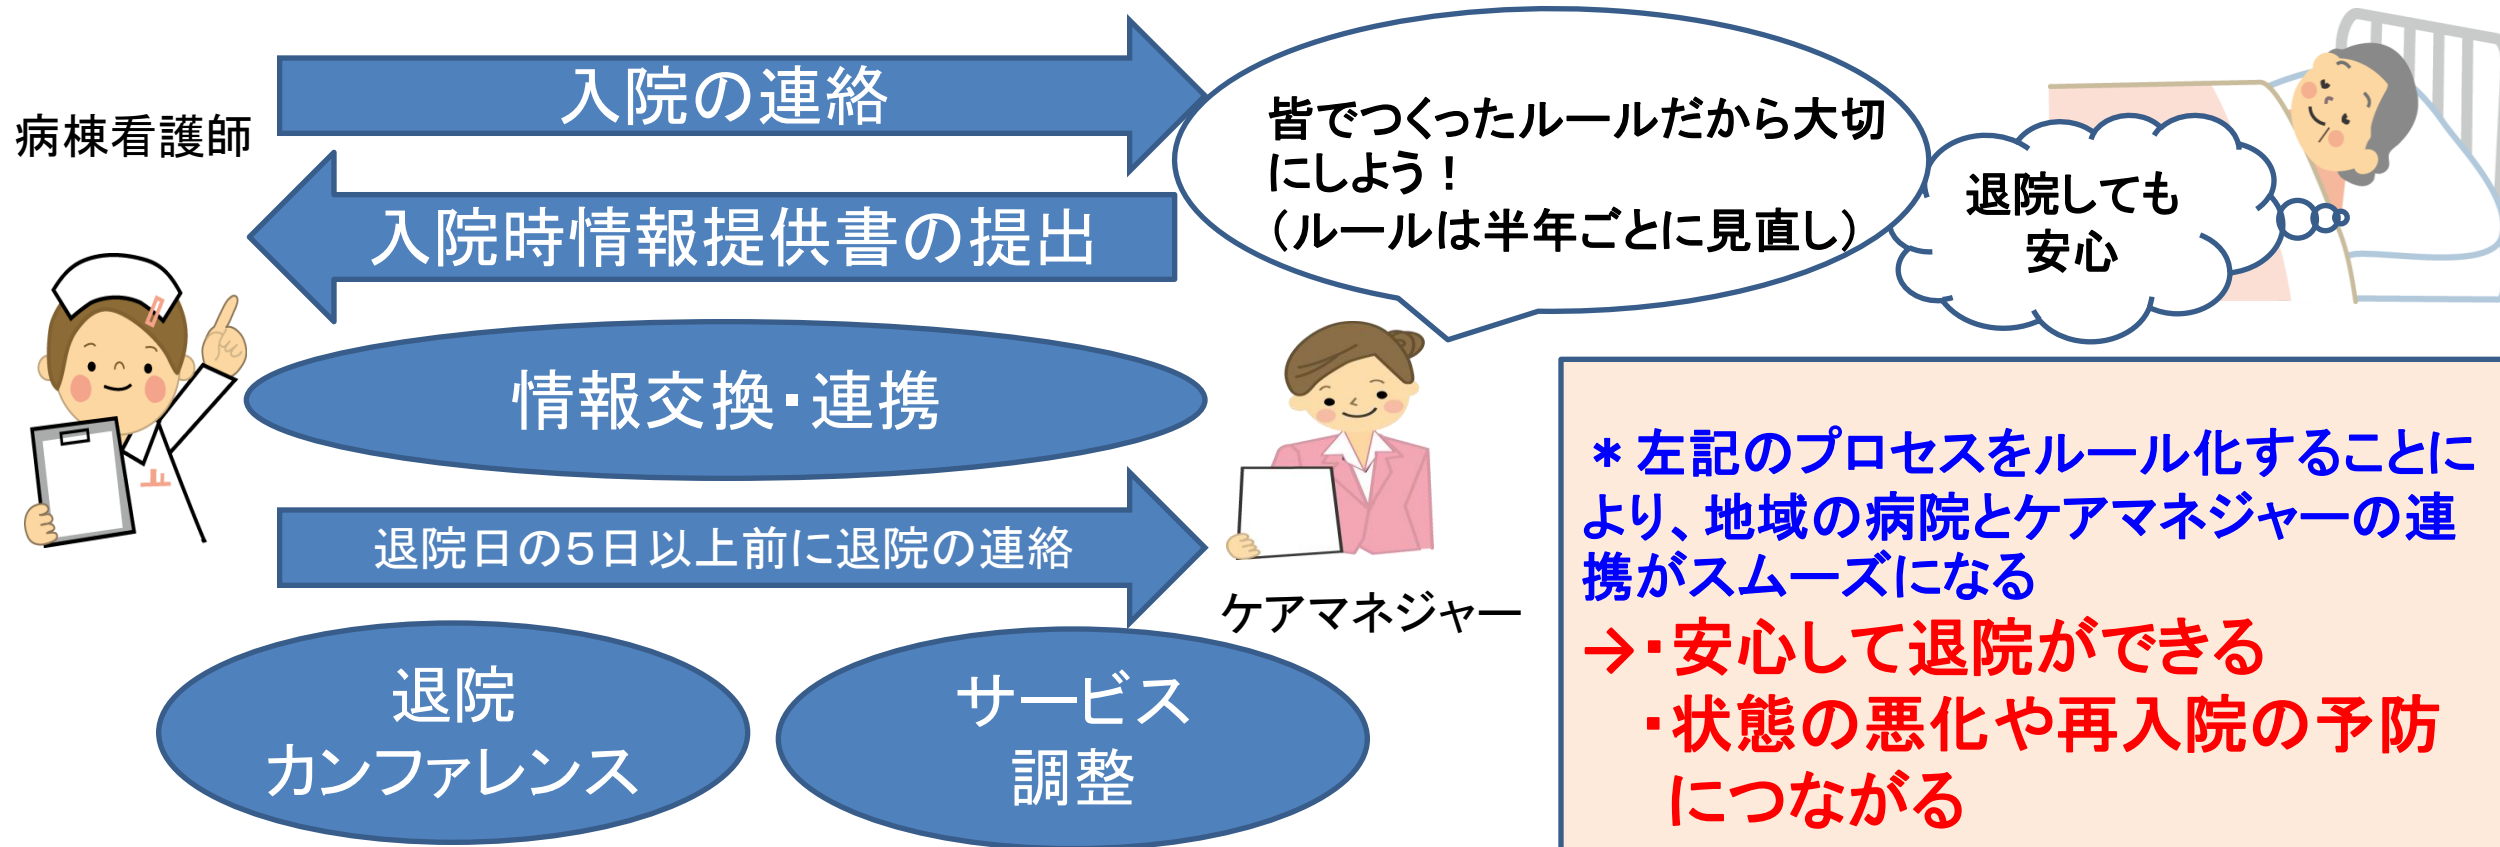 病棟看護師
入院の連絡
入院時情報提供書の提出
情報交換・連携
退院日の５日以上前に退院の連絡
退院
カンファレンス
サービス
調整
皆でつくったルールだから大切
にしよう！
（ルールは半年ごとに見直し）
退院しても
安心
ケアマネジャー
＊左記のプロセスをルール化することに
より、地域の病院とケアマネジャーの連
携がスムーズになる
→・安心して退院ができる
・状態の悪化や再入院の予防
につながる